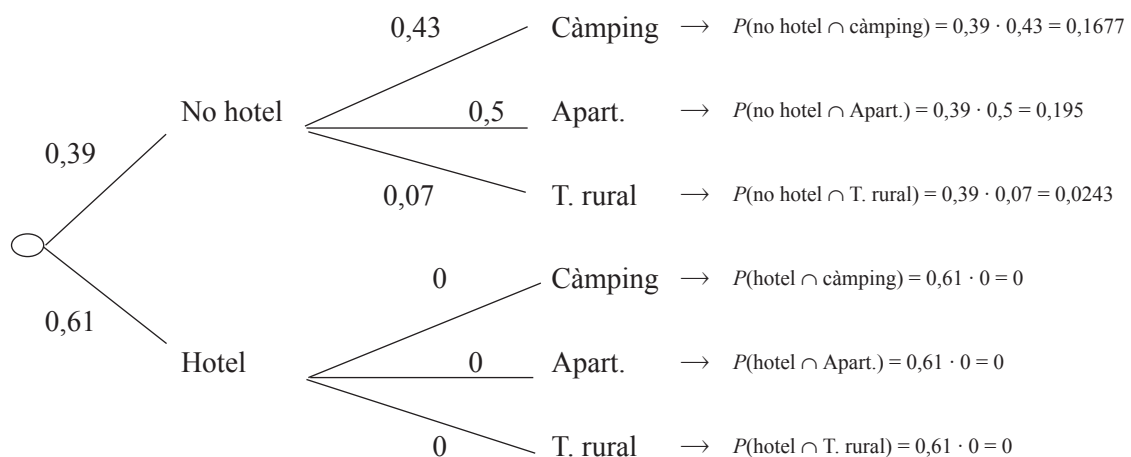 0,43 Càmping → P(no hotel ∩ càmping) = 0,39 · 0,43 = 0,1677
No hotel 0,5 Apart. → P(no hotel ∩ Apart.) = 0,39 · 0,5 = 0,195
0,39
0,07 T. rural → P(no hotel ∩ T. rural) = 0,39 · 0,07 = 0,0243
0 Càmping → P(hotel ∩ càmping) = 0,61 · 0 = 0
0,61
Hotel 0 Apart. → P(hotel ∩ Apart.) = 0,61 · 0 = 0
0 T. rural → P(hotel ∩ T. rural) = 0,61 · 0 = 0